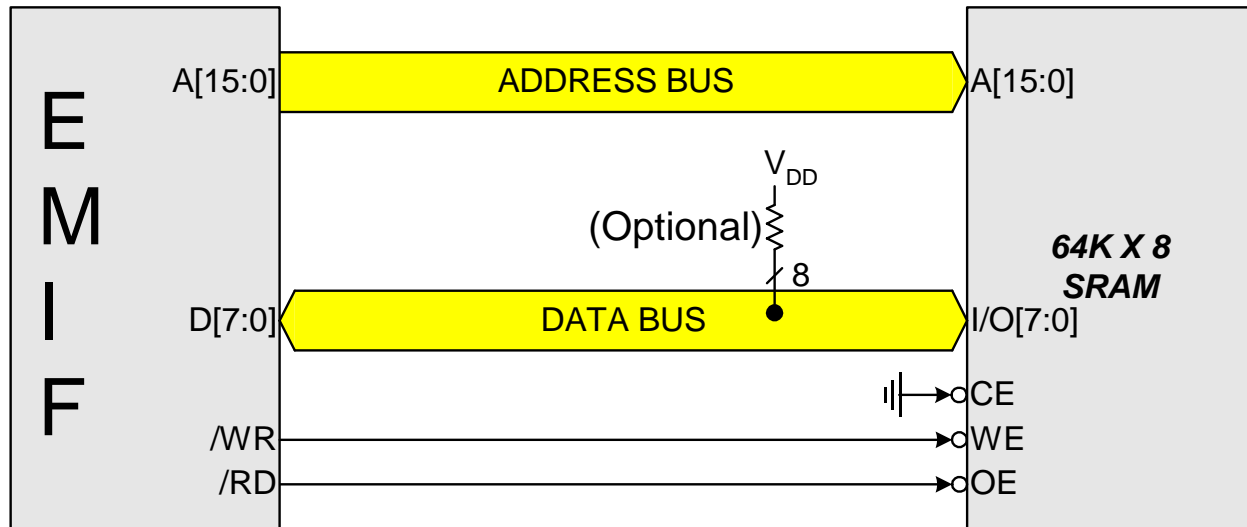 E
M
I
F
A[15:0]
ADDRESS BUS
A[15:0]
VDD
(Optional)
8
64K X 8
SRAM
D[7:0]
DATA BUS
I/O[7:0]
CE
/WR
WE
/RD
OE